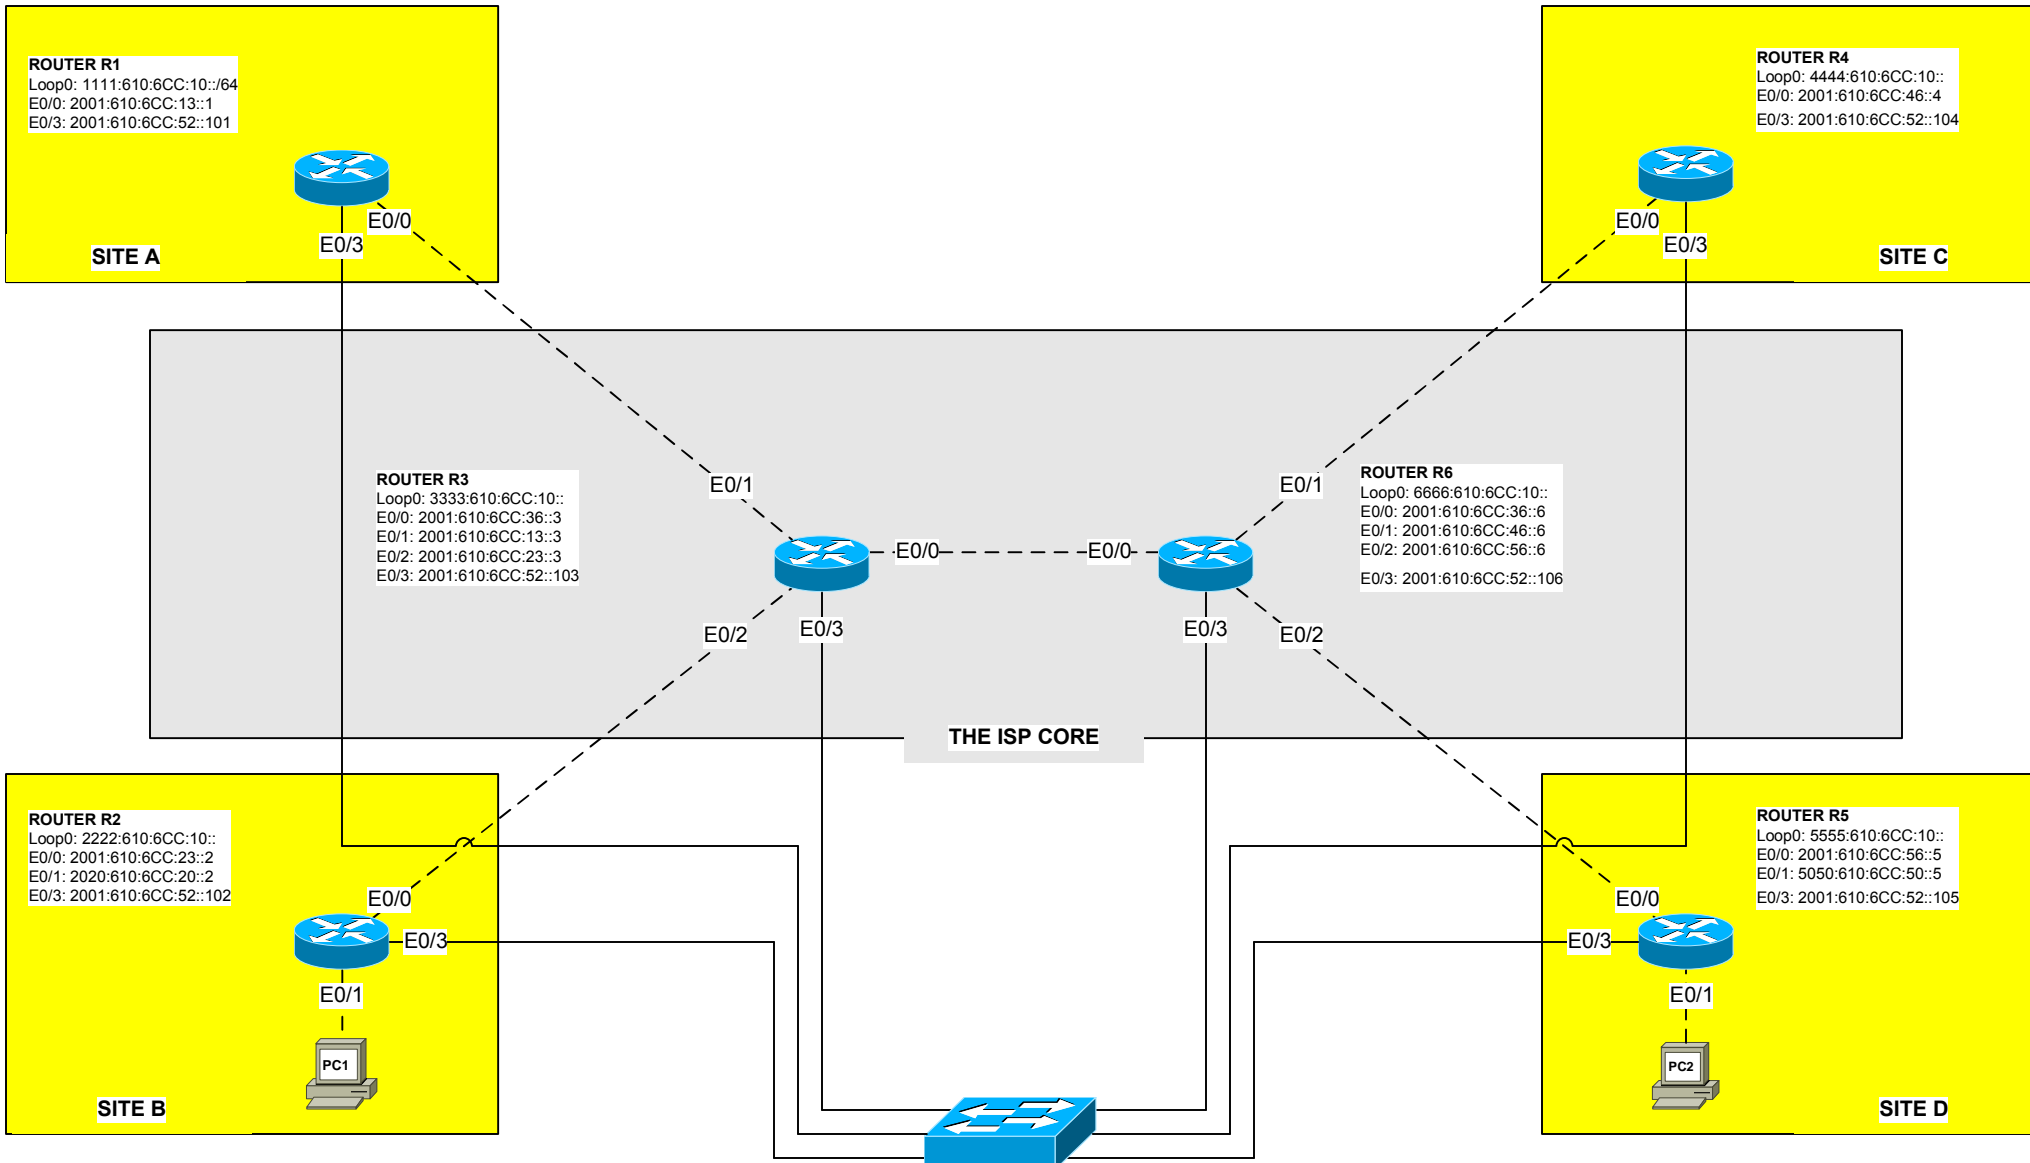 ROUTER R1
Loop0: 1111:610:6CC:10::/64
E0/0: 2001:610:6CC:13::1
E0/3: 2001:610:6CC:52::101
E0/0
E0/3
SITE A
ROUTER R4
Loop0: 4444:610:6CC:10::
E0/0: 2001:610:6CC:46::4
E0/3: 2001:610:6CC:52::104
E0/0
E0/3
SITE C
ROUTER R3
Loop0: 3333:610:6CC:10::
E0/0: 2001:610:6CC:36::3
E0/1: 2001:610:6CC:13::3
E0/2: 2001:610:6CC:23::3
E0/3: 2001:610:6CC:52::103
E0/1
E0/0
E0/2
E0/3
E0/0
E0/1
E0/3
E0/2
ROUTER R6
Loop0: 6666:610:6CC:10::
E0/0: 2001:610:6CC:36::6
E0/1: 2001:610:6CC:46::6
E0/2: 2001:610:6CC:56::6
E0/3: 2001:610:6CC:52::106
THE ISP CORE
ROUTER R2
Loop0: 2222:610:6CC:10::
E0/0: 2001:610:6CC:23::2
E0/1: 2020:610:6CC:20::2
E0/3: 2001:610:6CC:52::102
E0/0
E0/3
E0/1
PC1
SITE B
ROUTER R5
Loop0: 5555:610:6CC:10::
E0/0: 2001:610:6CC:56::5
E0/1: 5050:610:6CC:50::5
E0/3: 2001:610:6CC:52::105
E0/0
E0/3
E0/1
PC2
SITE D